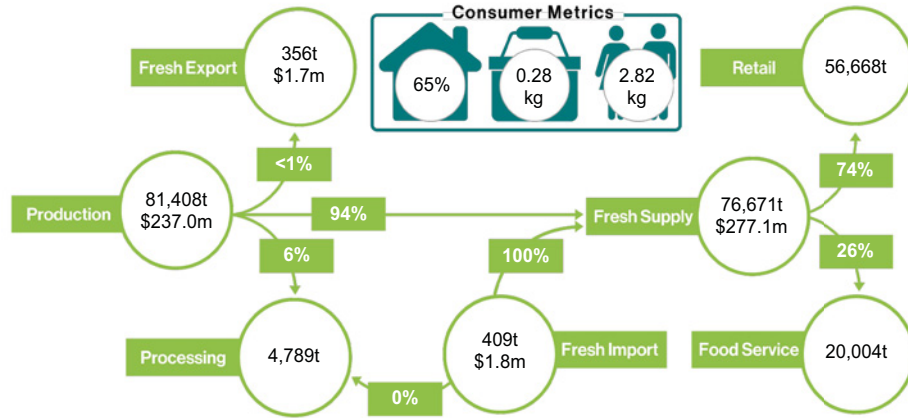 Consumer Metrics
Fresh Export
356t
$1.7m
65%
0.28
kg
2.82
kg
Retail
56,668t
<1%
74%
Production
81,408t
$237.0m
94%
Fresh Supply
76,671t
$277.1m
6%
100%
26%
Processing
4,789t
409t
$1.8m
Fresh Import
Food Service
20,004t
0%